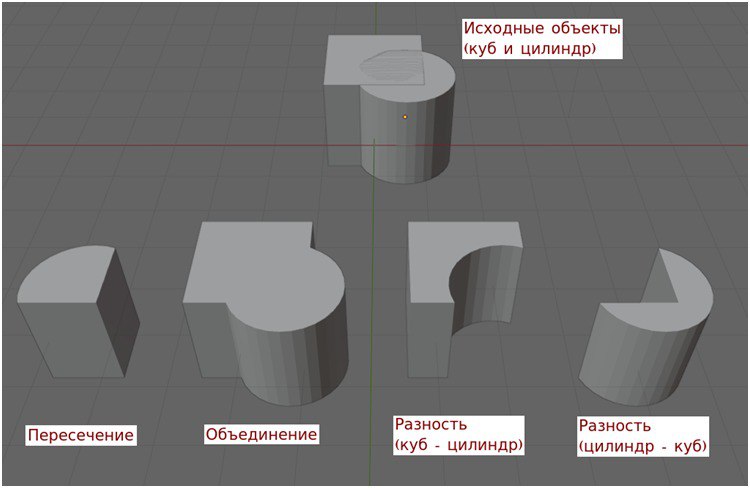 Исходные объекты
(куб и цилиндр)
Пересечение
Объединение
Разность
(куб - цилиндр)
Разность
(цилиндр - куб)